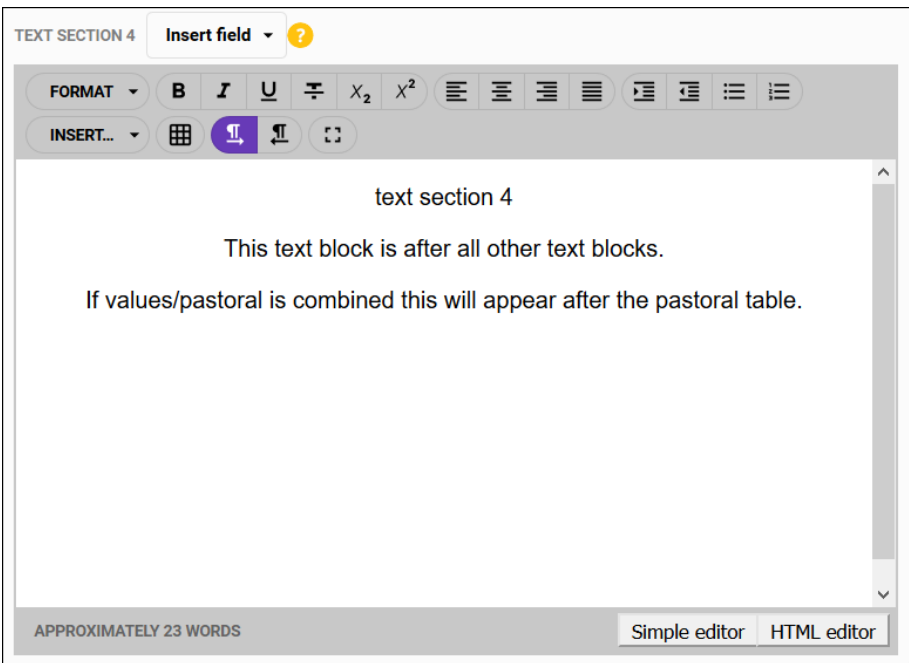 TEXT SECTION 4 Insert field ?
FORMAT B I U T X₂ X²
INSERT...
text section 4
This text block is after all other text blocks.
If values/pastoral is combined this will appear after the pastoral table.
APPROXIMATELY 23 WORDS Simple editor HTML editor